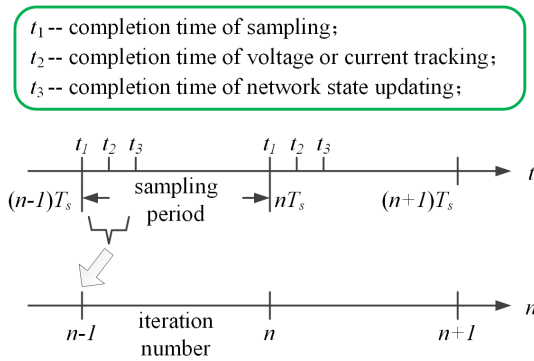 t1 -- completion time of sampling;
t2 -- completion time of voltage or current tracking;
t3 -- completion time of network state updating;
t1 t2 t3 t1 t2 t3
t
(n-1)Ts sampling period nTs (n+1)Ts
n
n-1 iteration number n n+1